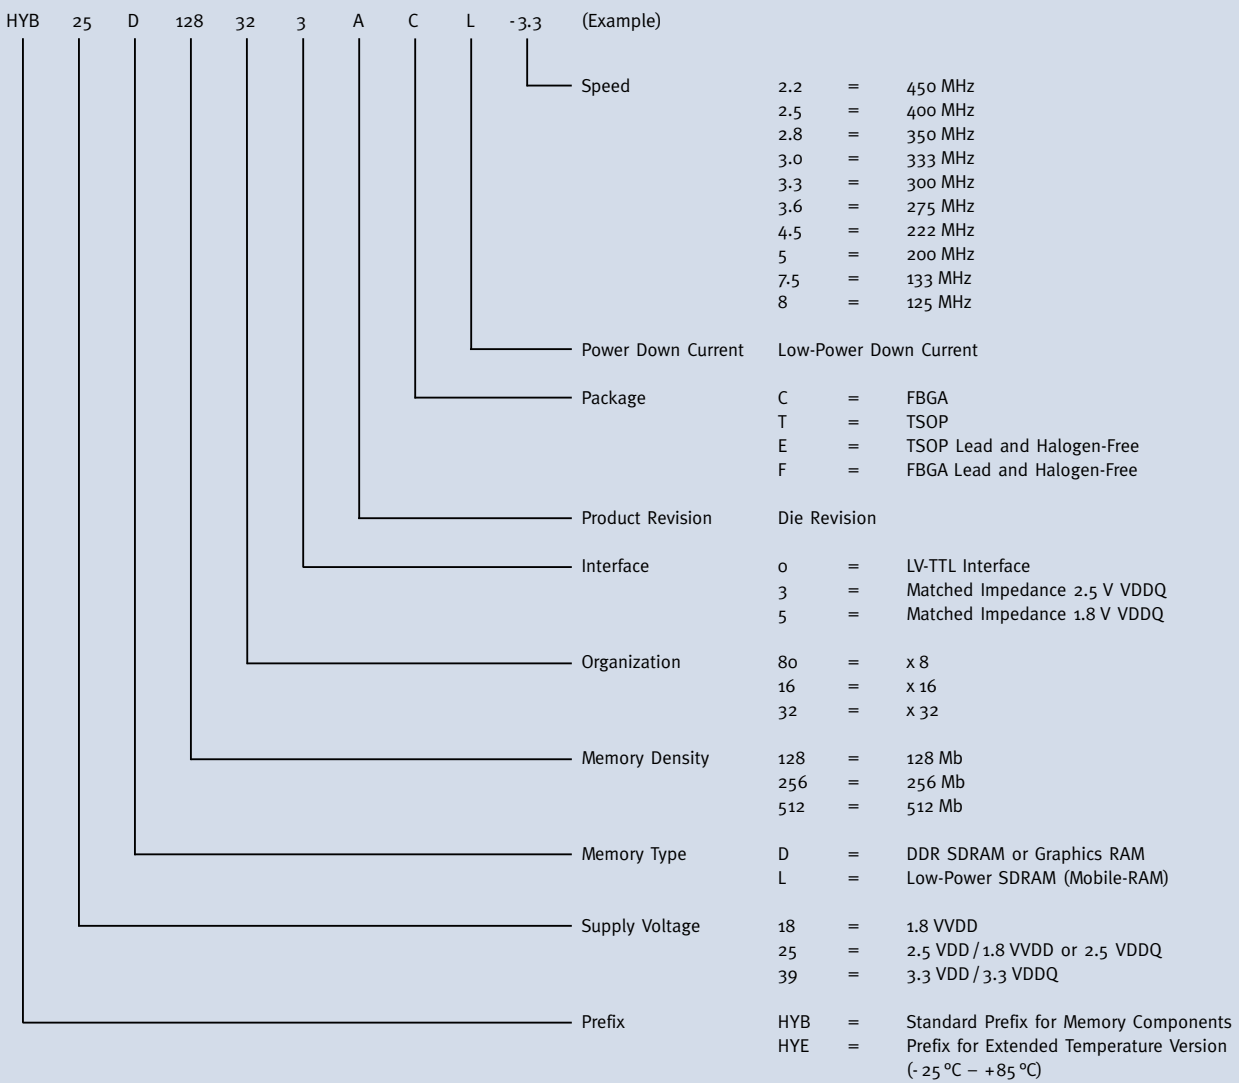 HYB 25 D 128 32 3 A C L -3.3 (Example)
Speed 2.2 = 450 MHz
2.5 = 400 MHz
2.8 = 350 MHz
3.0 = 333 MHz
3.3 = 300 MHz
3.6 = 275 MHz
4.5 = 222 MHz
5 = 200 MHz
7.5 = 133 MHz
8 = 125 MHz
Power Down Current Low-Power Down Current
Package C = FBGA
T = TSOP
E = TSOP Lead and Halogen-Free
F = FBGA Lead and Halogen-Free
Product Revision Die Revision
Interface 0 = LV-TTL Interface
3 = Matched Impedance 2.5 V VDDQ
5 = Matched Impedance 1.8 V VDDQ
Organization 80 = x 8
16 = x 16
32 = x 32
Memory Density 128 = 128 Mb
256 = 256 Mb
512 = 512 Mb
Memory Type D = DDR SDRAM or Graphics RAM
L = Low-Power SDRAM (Mobile-RAM)
Supply Voltage 18 = 1.8 VVDD
25 = 2.5 VDD / 1.8 VVDD or 2.5 VDDQ
39 = 3.3 VDD / 3.3 VDDQ
Prefix HYB = Standard Prefix for Memory Components
HYE = Prefix for Extended Temperature Version
(- 25 ºC – +85 ºC)